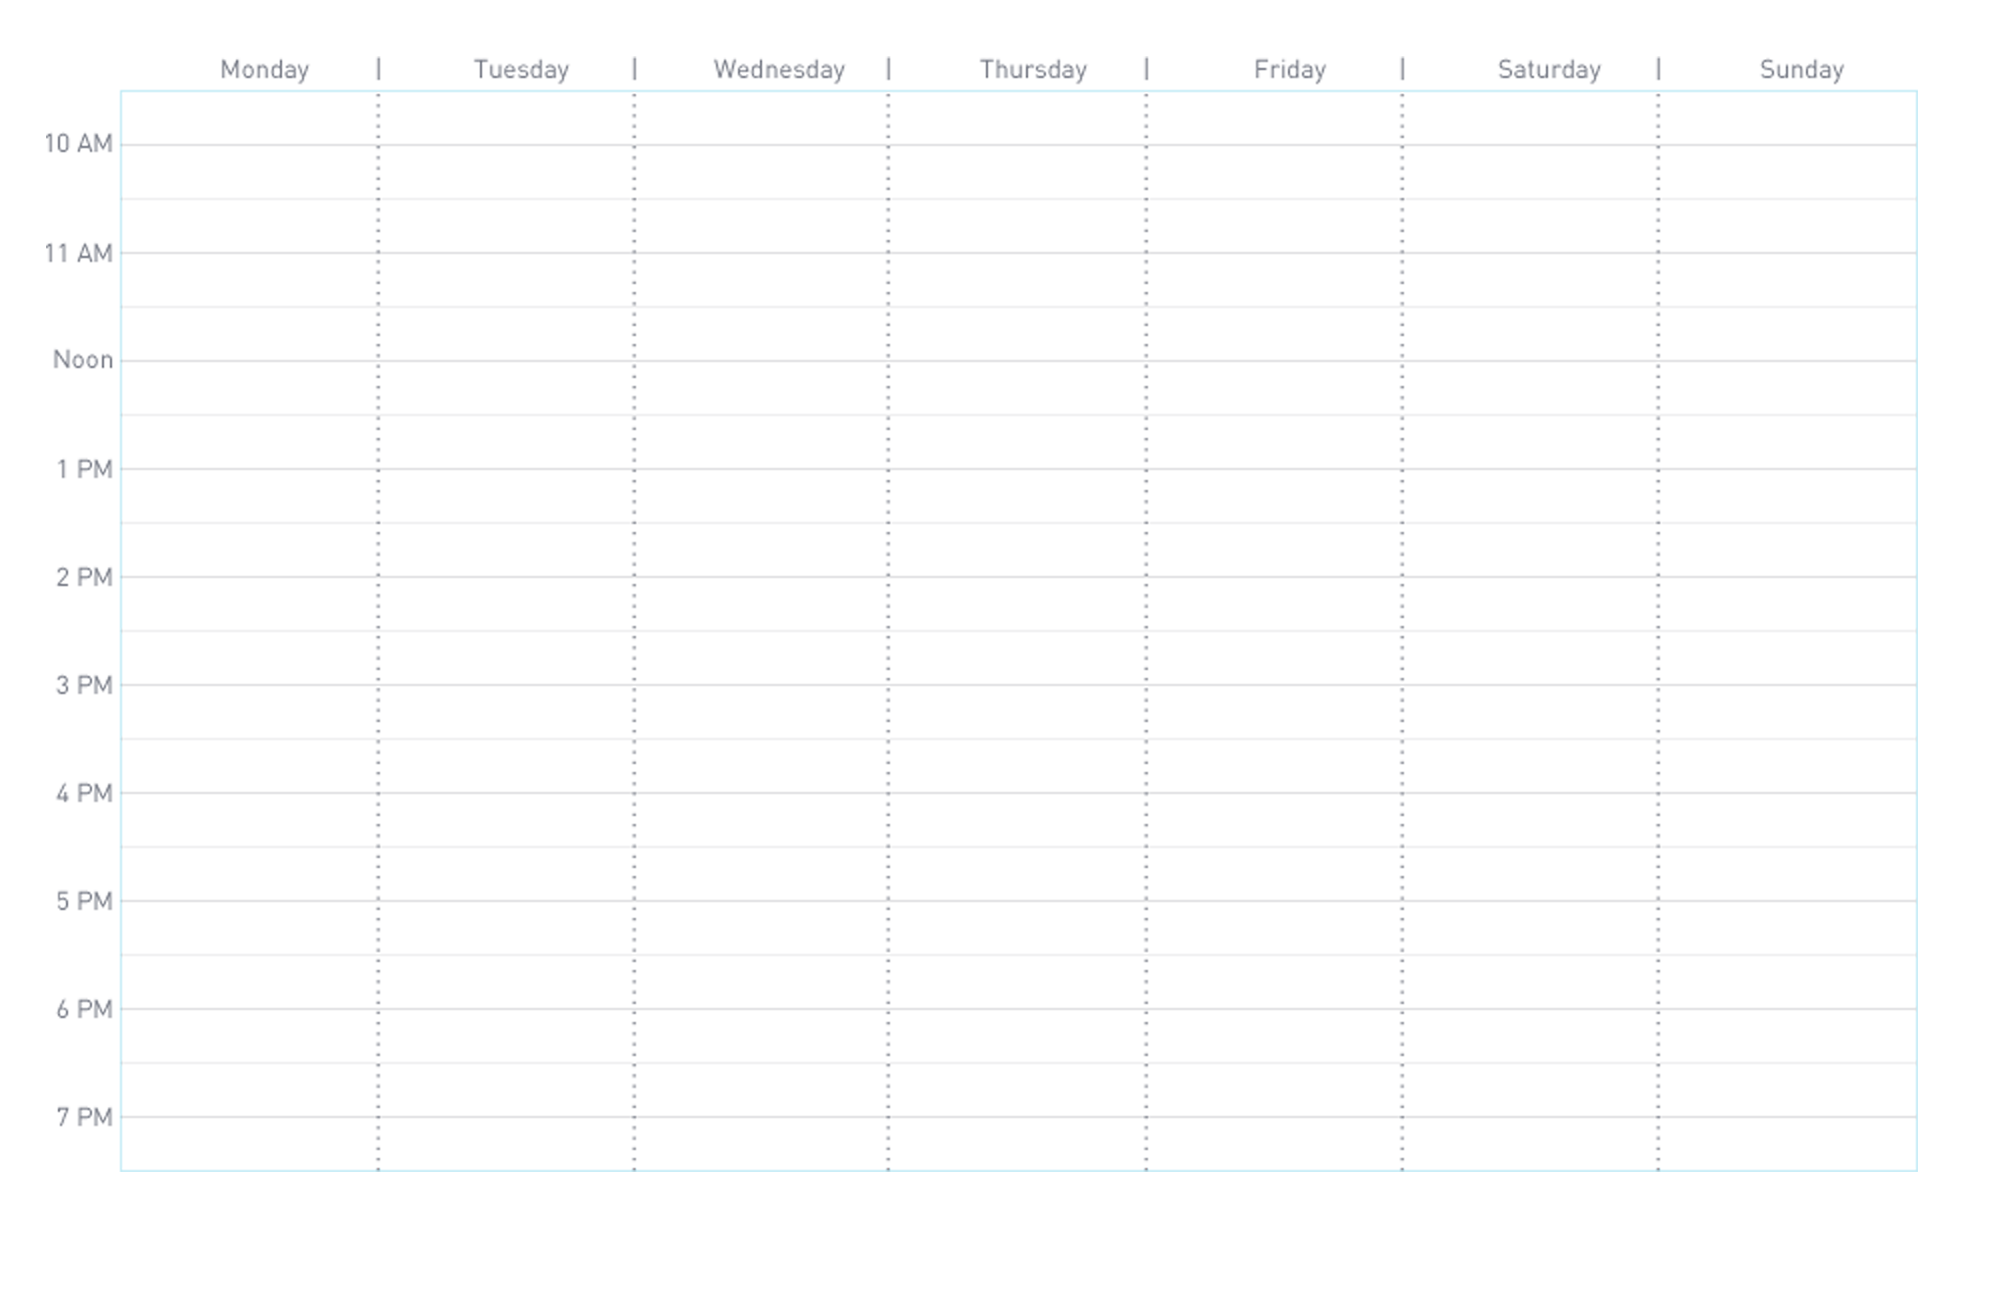 Monday | Tuesday | Wednesday | Thursday | Friday | Saturday | Sunday
10 AM
11 AM
Noon
1 PM
2 PM
3 PM
4 PM
5 PM
6 PM
7 PM